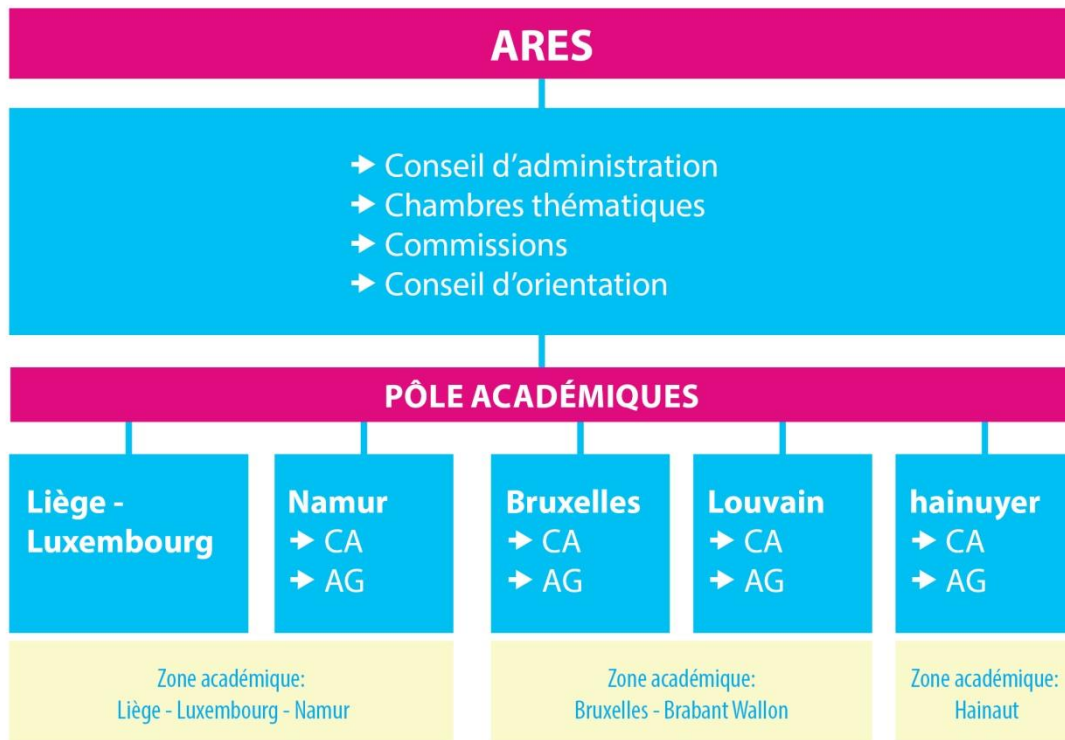 ARES
→ Conseil d'administration
→ Chambres thématiques
→ Commissions
→ Conseil d'orientation
PÔLE ACADÉMIQUES
Liège -
Luxembourg
Namur
→ CA
→ AG
Bruxelles
→ CA
→ AG
Louvain
→ CA
→ AG
hainuyer
→ CA
→ AG
Zone académique:
Liège - Luxembourg - Namur
Zone académique:
Bruxelles - Brabant Wallon
Zone académique:
Hainaut